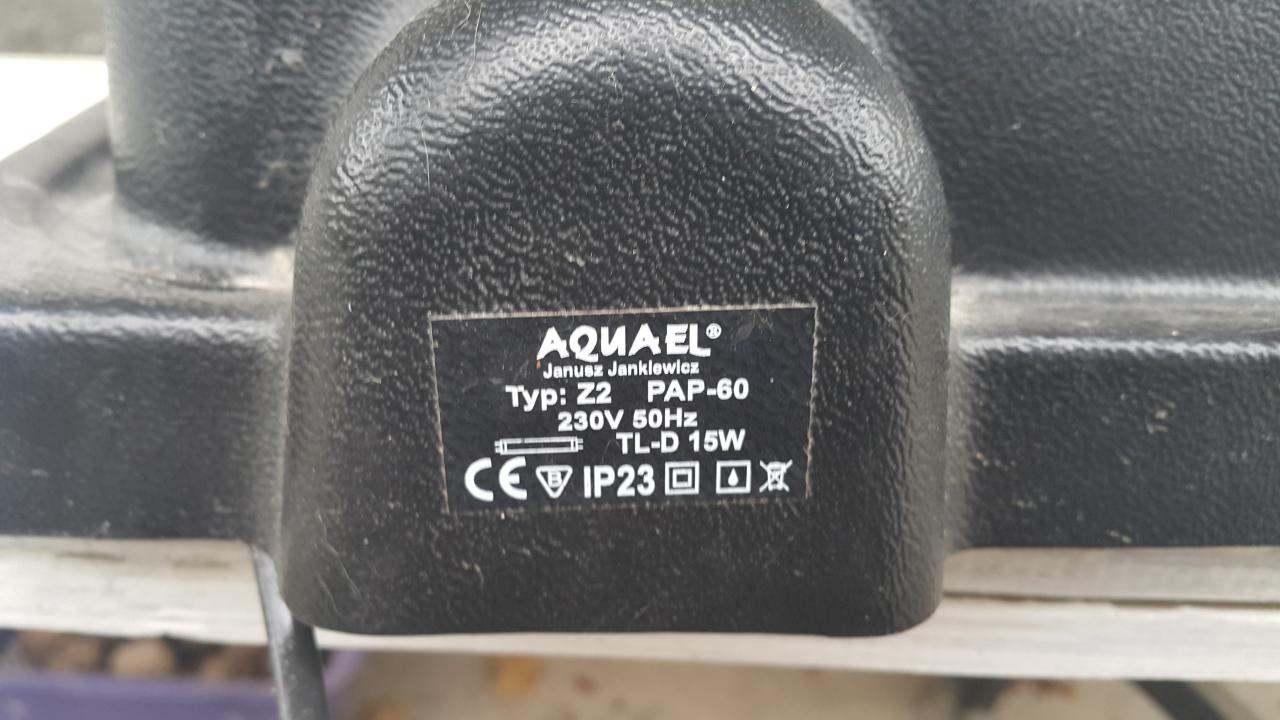 AQUAEL®
Janusz Jankiewicz
Typ: Z2 PAP-60
230V 50Hz
TL-D 15W
CE B IP23